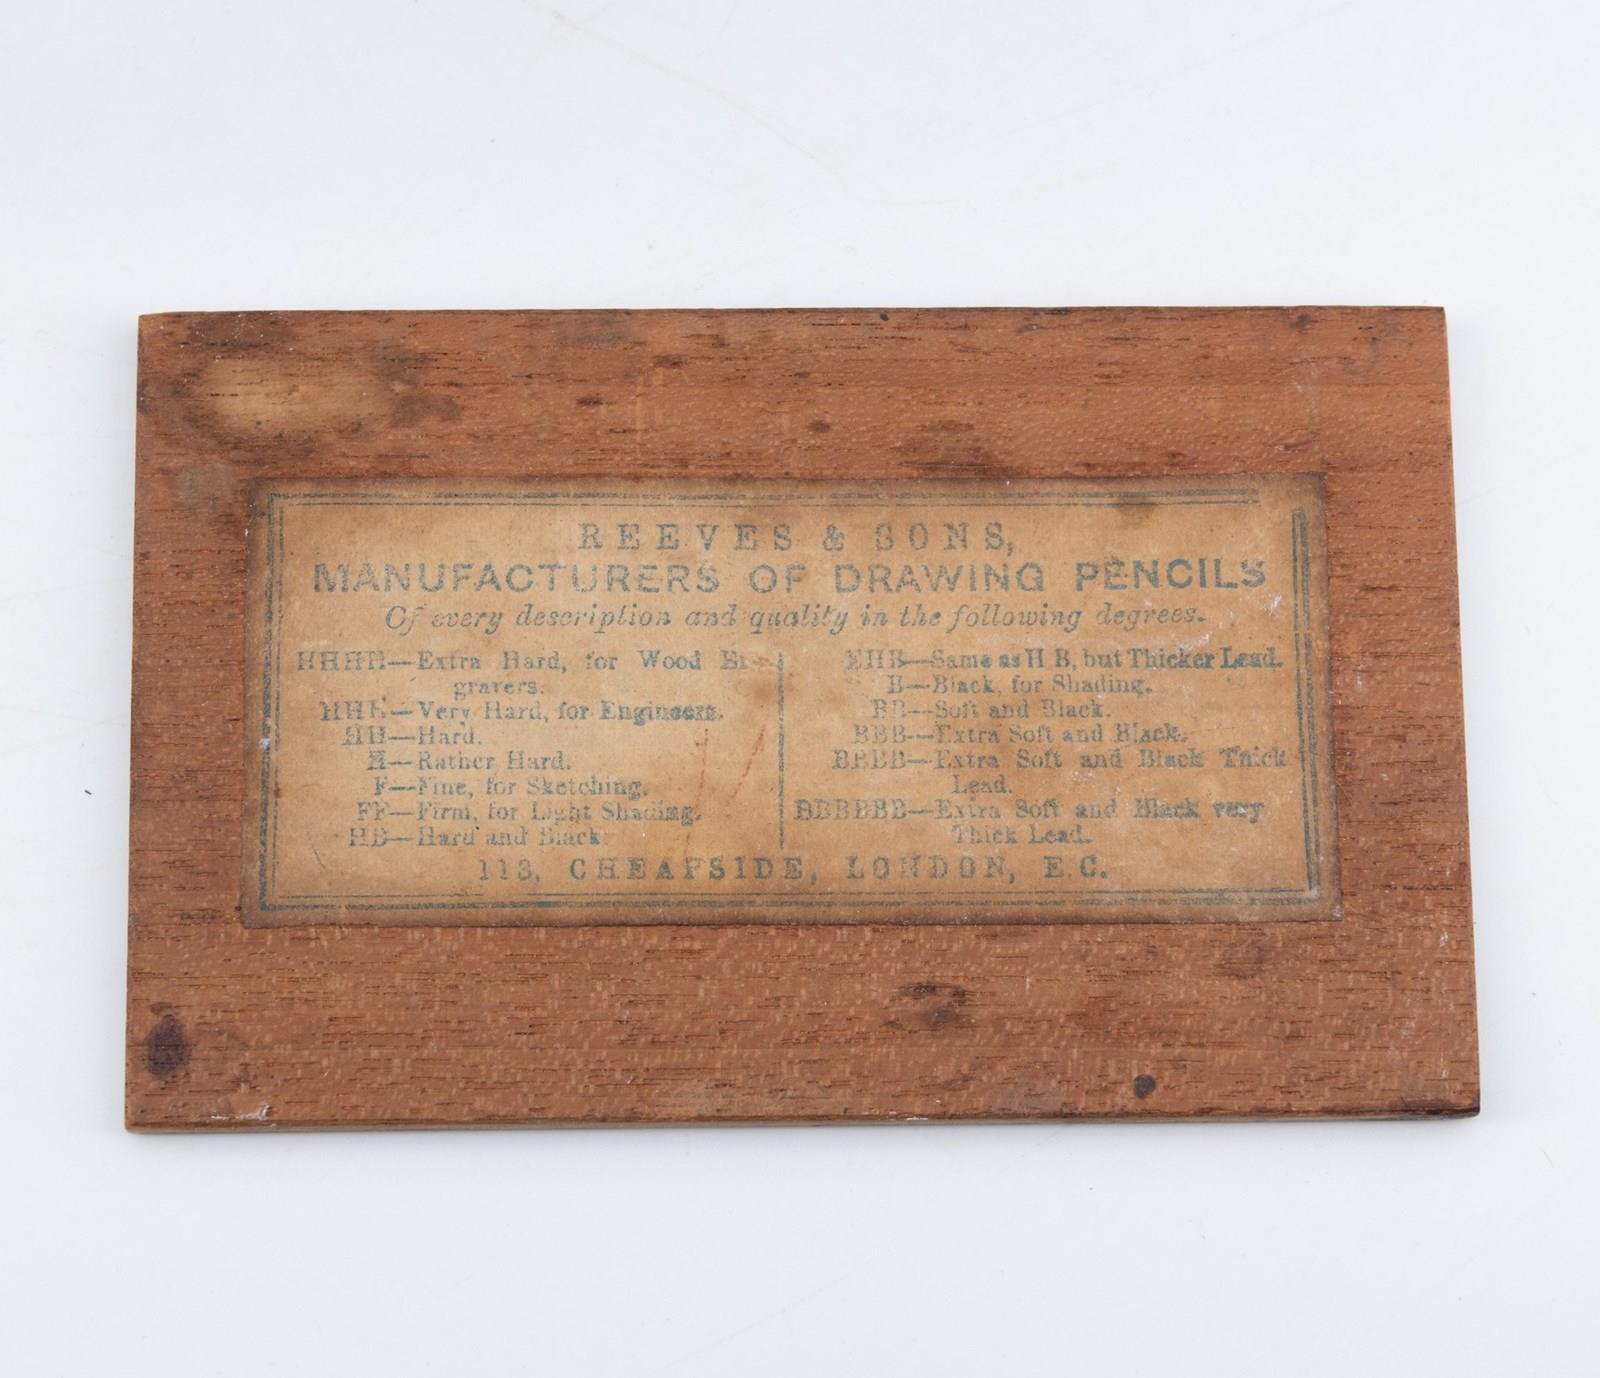 REEVES & SONS,
MANUFACTURERS OF DRAWING PENCILS
Of every description and quality in the following degrees.
HHHH—Extra Hard, for Wood En-
gravers.
HHH—Very Hard, for Engineers.
HH—Hard.
H—Rather Hard.
F—Fine, for Sketching.
FF—Firm, for Light Shading.
HB—Hard and Black.
EHB—Same as H B, but Thicker Lead.
B—Black, for Shading.
BB—Soft and Black.
BBB—Extra Soft and Black.
BBBB—Extra Soft and Black Thick
Lead.
BBBBBB—Extra Soft and Black very
Thick Lead.
113, CHEAPSIDE, LONDON, E.C.